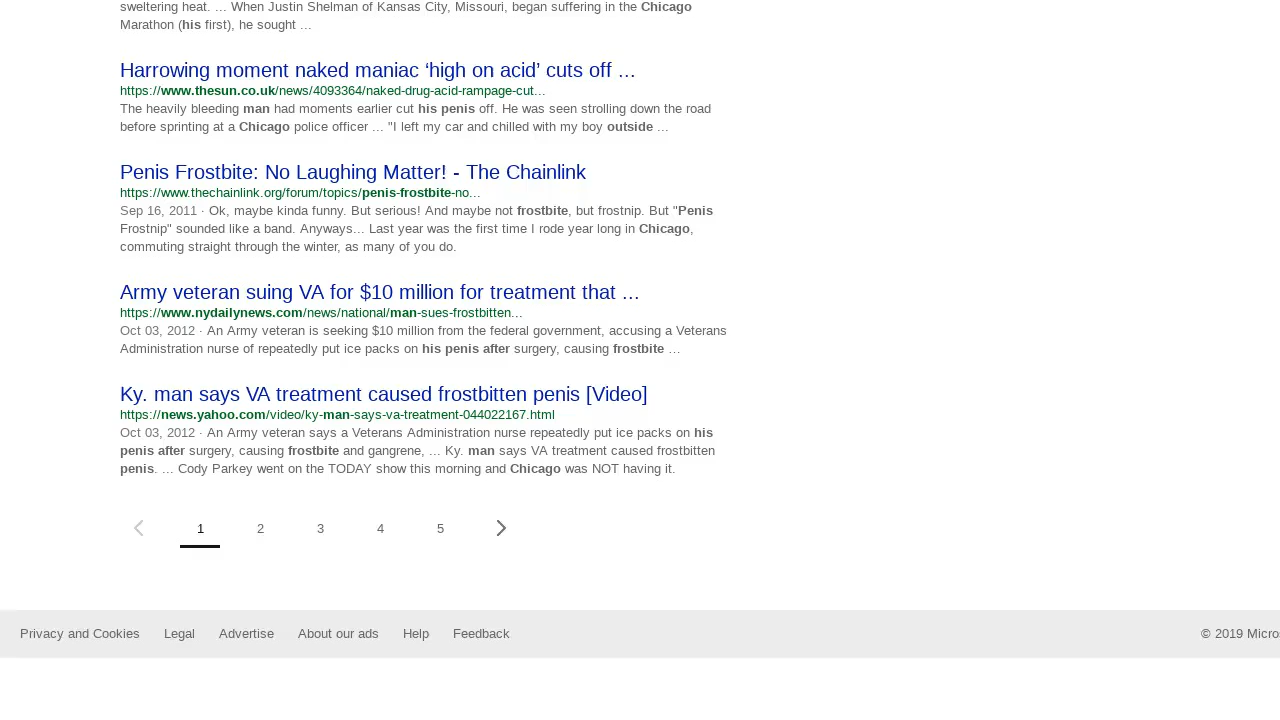 sweltering heat. ... When Justin Shelman of Kansas City, Missouri, began suffering in the Chicago
Marathon (his first), he sought ...
Harrowing moment naked maniac ‘high on acid’ cuts off ...
https://www.thesun.co.uk/news/4093364/naked-drug-acid-rampage-cut...
The heavily bleeding man had moments earlier cut his penis off. He was seen strolling down the road
before sprinting at a Chicago police officer ... "I left my car and chilled with my boy outside ...
Penis Frostbite: No Laughing Matter! - The Chainlink
https://www.thechainlink.org/forum/topics/penis-frostbite-no...
Sep 16, 2011 · Ok, maybe kinda funny. But serious! And maybe not frostbite, but frostnip. But "Penis
Frostnip" sounded like a band. Anyways... Last year was the first time I rode year long in Chicago,
commuting straight through the winter, as many of you do.
Army veteran suing VA for $10 million for treatment that ...
https://www.nydailynews.com/news/national/man-sues-frostbitten...
Oct 03, 2012 · An Army veteran is seeking $10 million from the federal government, accusing a Veterans
Administration nurse of repeatedly put ice packs on his penis after surgery, causing frostbite ...
Ky. man says VA treatment caused frostbitten penis [Video]
https://news.yahoo.com/video/ky-man-says-va-treatment-044022167.html
Oct 03, 2012 · An Army veteran says a Veterans Administration nurse repeatedly put ice packs on his
penis after surgery, causing frostbite and gangrene, ... Ky. man says VA treatment caused frostbitten
penis. ... Cody Parkey went on the TODAY show this morning and Chicago was NOT having it.
1 2 3 4 5
Privacy and Cookies Legal Advertise About our ads Help Feedback © 2019 Micros